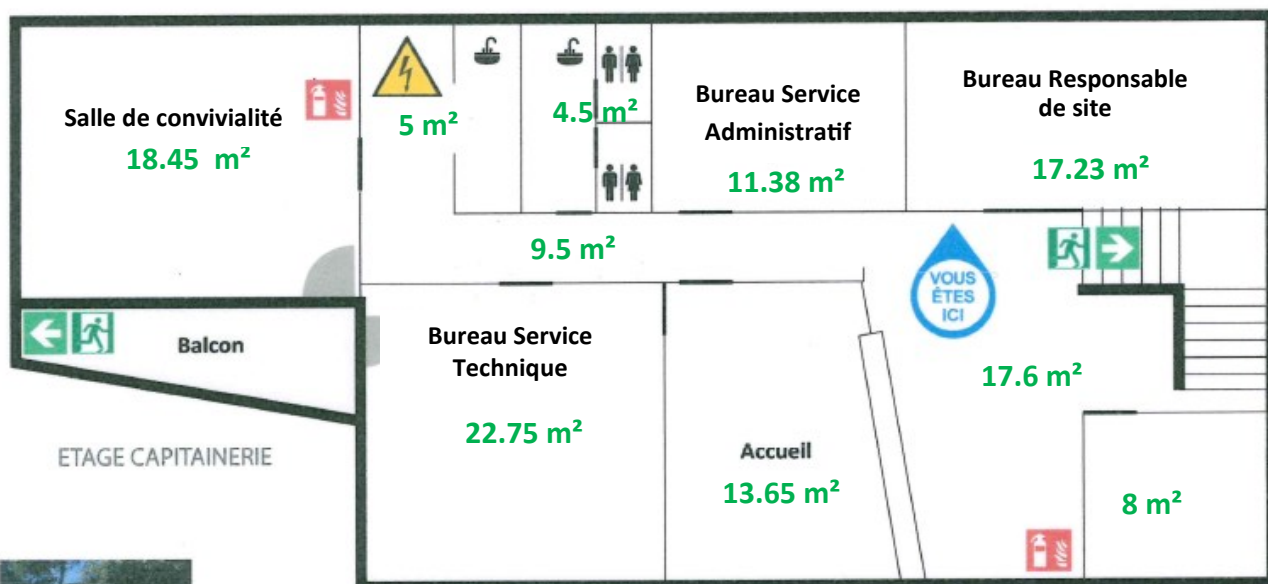 Salle de convivialité
18.45 m²
5 m²
4.5 m²
Bureau Service
Administratif
11.38 m²
Bureau Responsable
de site
17.23 m²
9.5 m²
VOUS
ÊTES
ICI
Balcon
Bureau Service
Technique
22.75 m²
17.6 m²
ETAGE CAPITAINERIE
Accueil
13.65 m²
8 m²